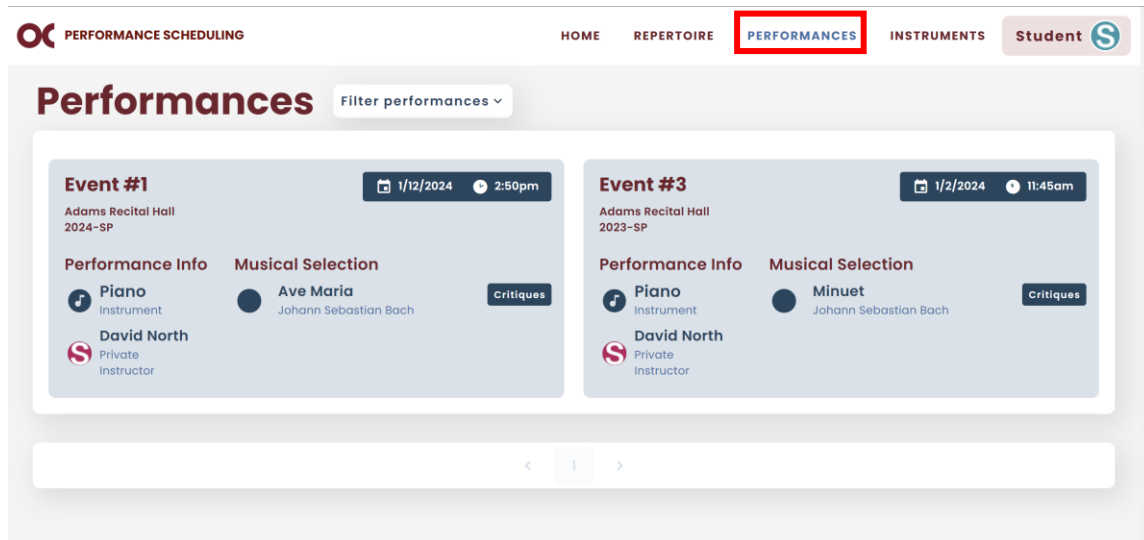 OC PERFORMANCE SCHEDULING
HOME REPERTOIRE PERFORMANCES INSTRUMENTS Student S
Performances Filter performances
Event #1 1/12/2024 2:50pm
Adams Recital Hall
2024-SP
Performance Info Musical Selection
Piano Ave Maria Critiques
Instrument Johann Sebastian Bach
David North
S Private
Instructor
Event #3 1/2/2024 11:45am
Adams Recital Hall
2023-SP
Performance Info Musical Selection
Piano Minuet Critiques
Instrument Johann Sebastian Bach
David North
S Private
Instructor
< 1 >